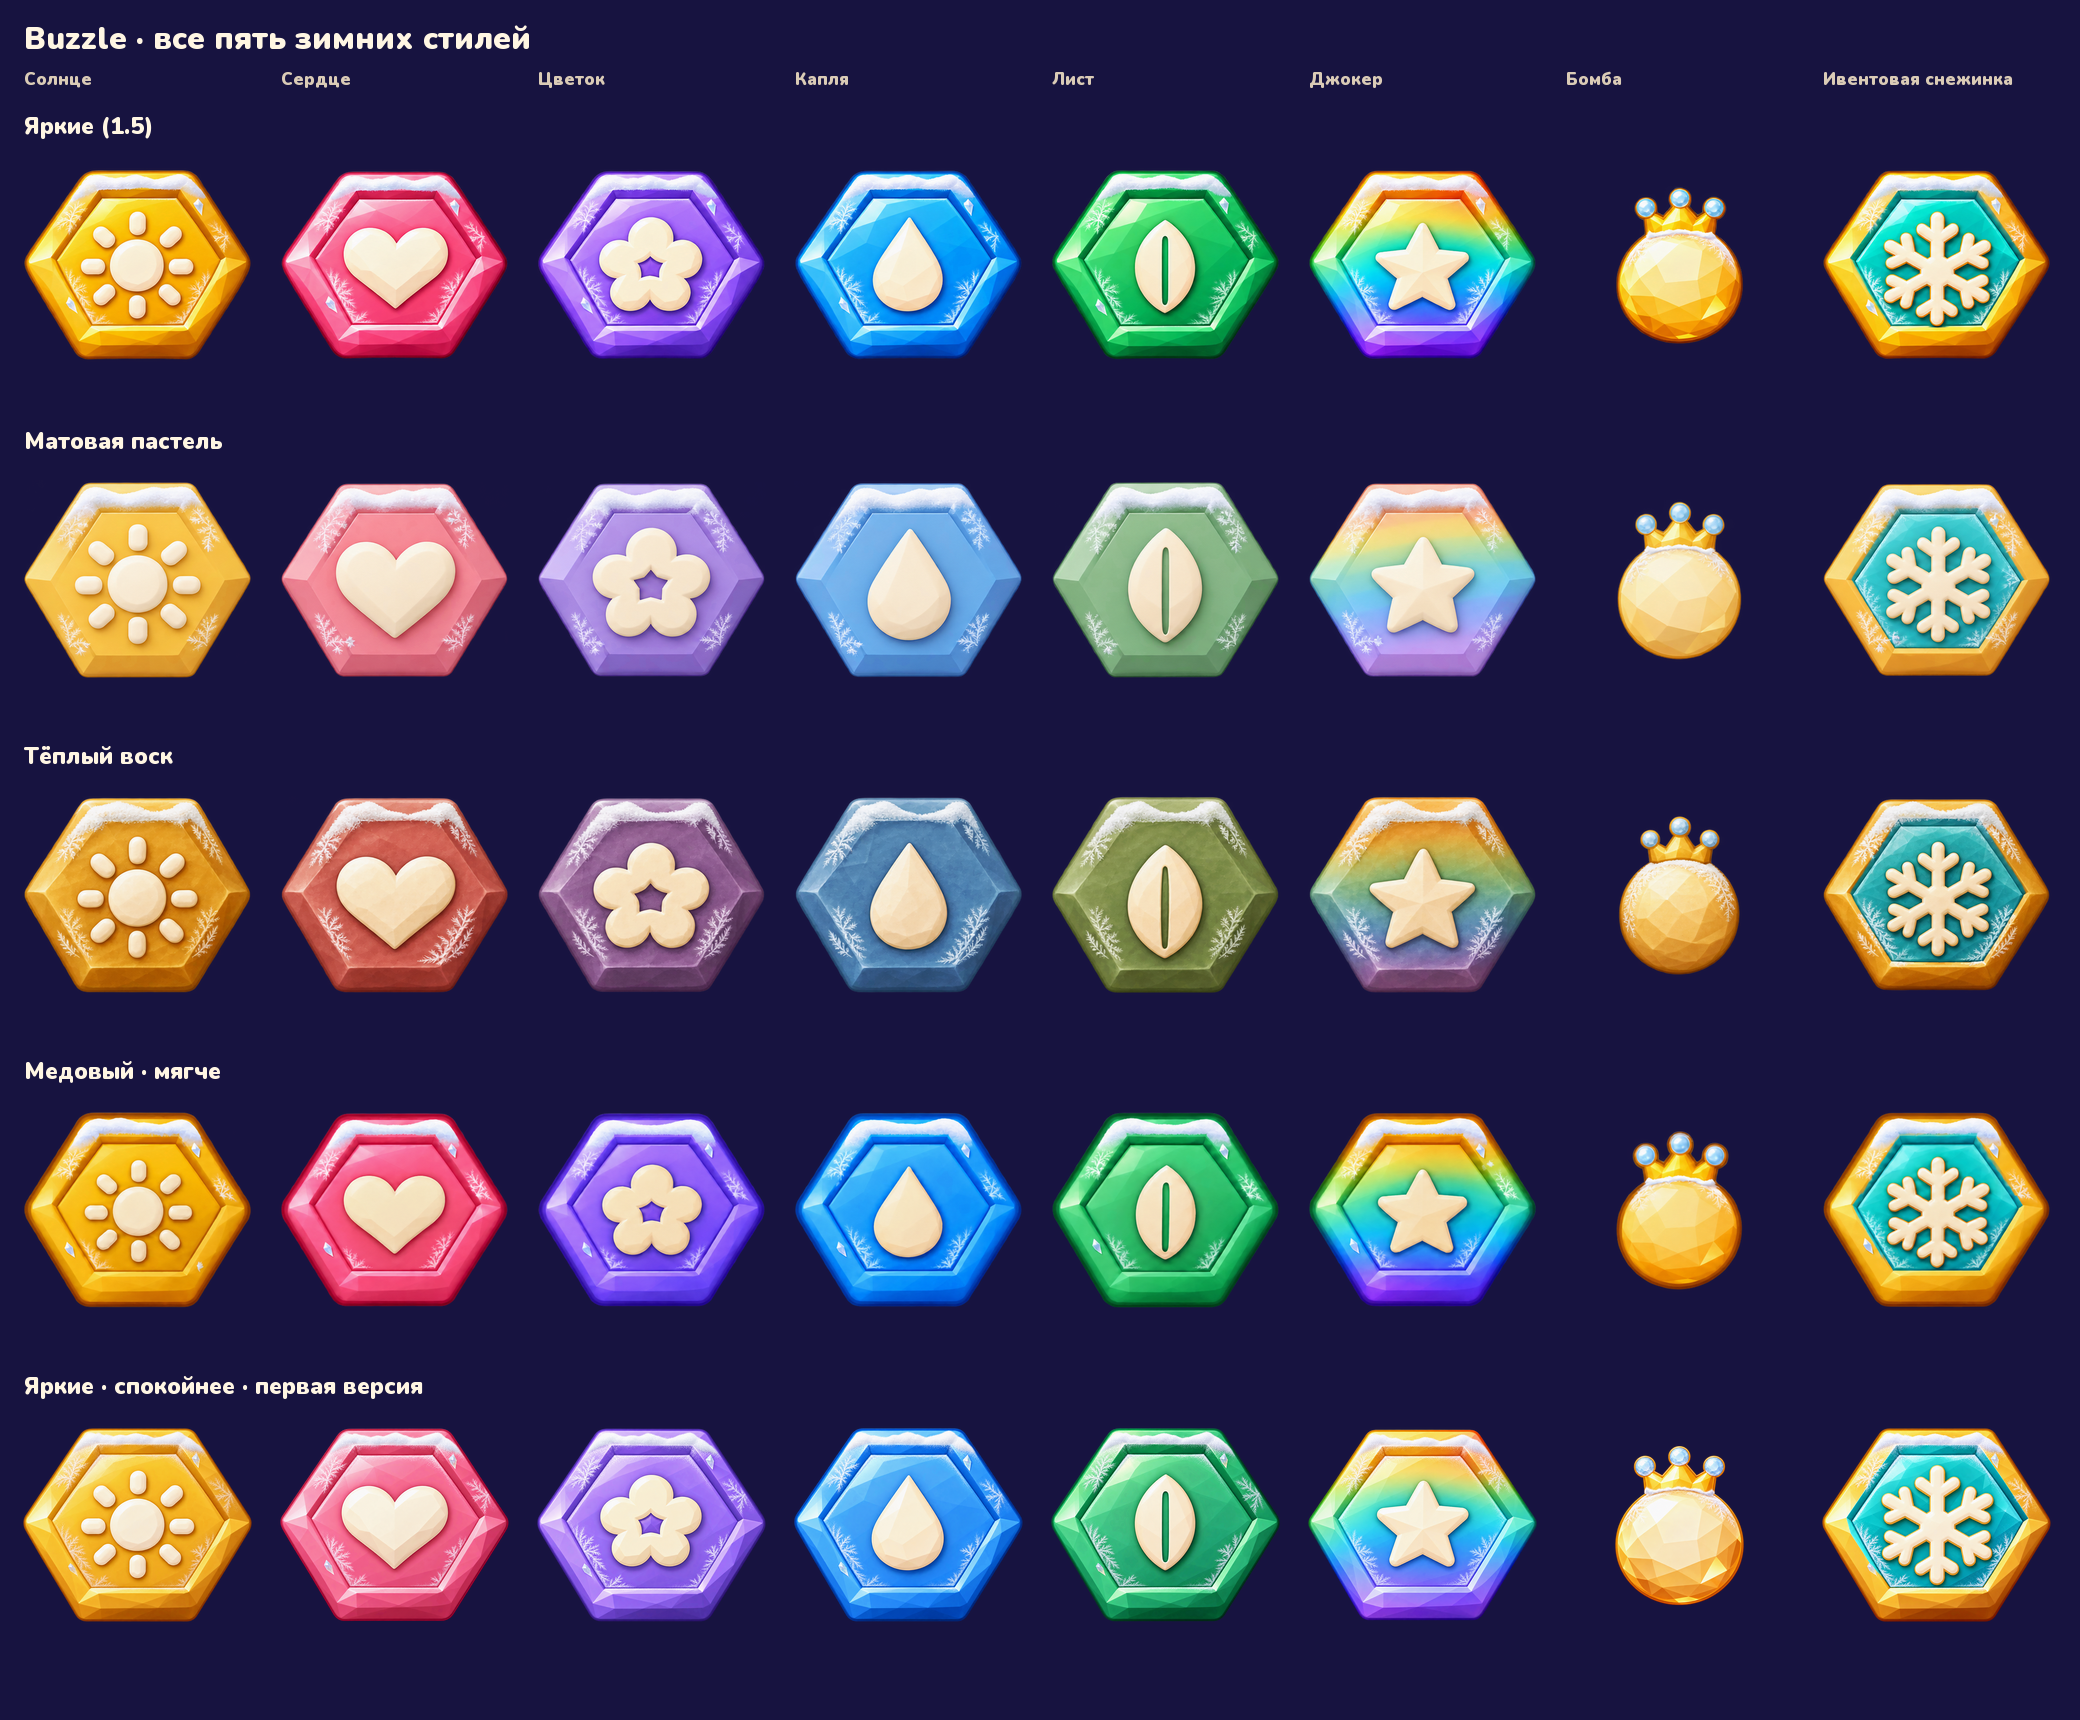 Buzzle · все пять зимних стилей
Солнце Сердце Цветок Капля Лист Джокер Бомба Ивентовая снежинка
Яркие (1.5)
Матовая пастель
Тёплый воск
Медовый · мягче
Яркие · спокойнее · первая версия